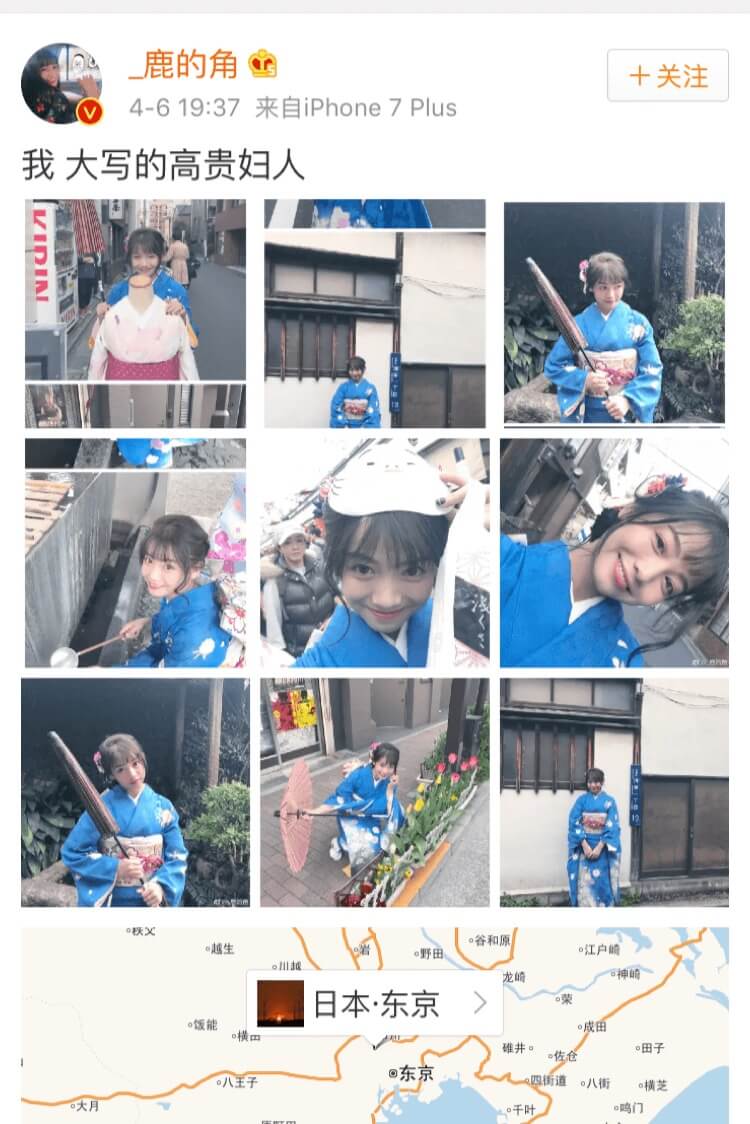 _鹿的角
+关注
4-6 19:37 来自iPhone 7 Plus
我 大写的高贵妇人
KIRIN
浅くさ
秩父
越生
岩
野田
谷和原
江户崎
川越
龙崎
神崎
日本·东京
荣
饭能
横田
成田
碓井
佐仓
田子
东京
八王子
四街道
八街
横芝
大月
千叶
鸣门